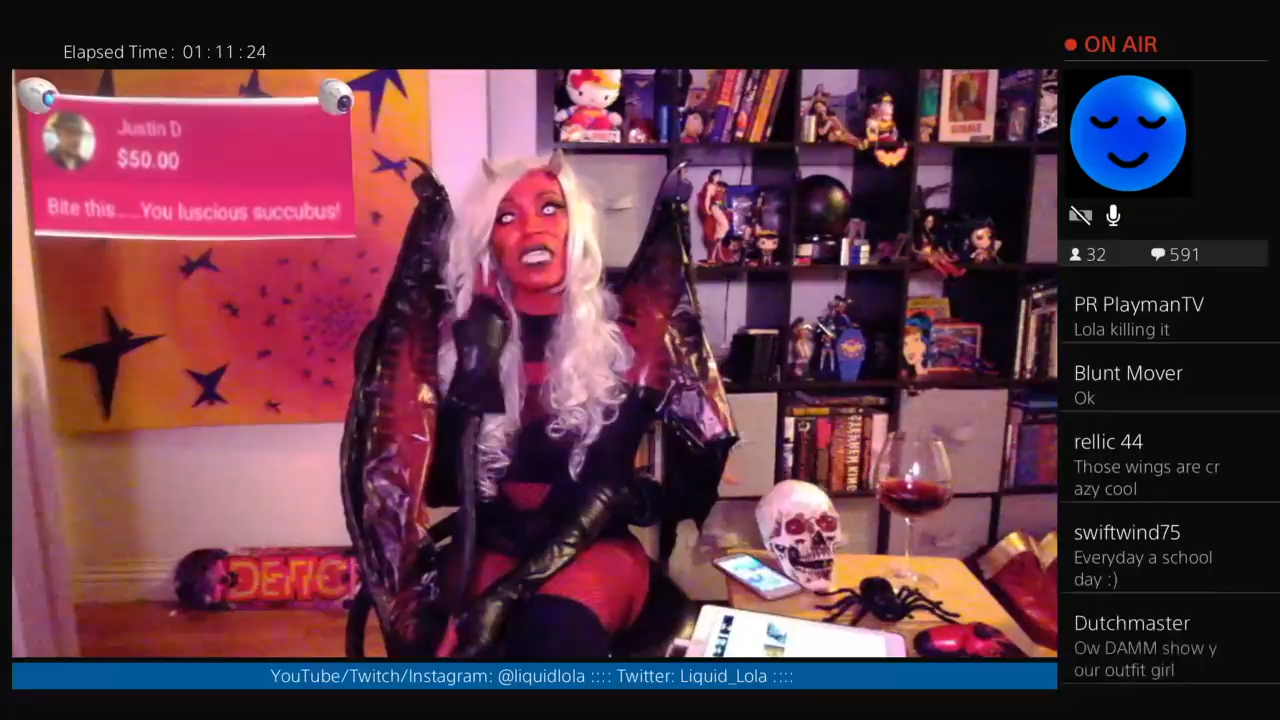 Elapsed Time: 01:11:24
ON AIR
Justin D
$50.00
Bite this.....You luscious succubus!
32 591
PR PlaymanTV
Lola killing it
Blunt Mover
Ok
rellic 44
Those wings are cr
azy cool
swiftwind75
Everyday a school
day :)
Dutchmaster
Ow DAMM show y
our outfit girl
STEPHEN KING
YouTube/Twitch/Instagram: @liquidlola :::: Twitter: Liquid_Lola ::::